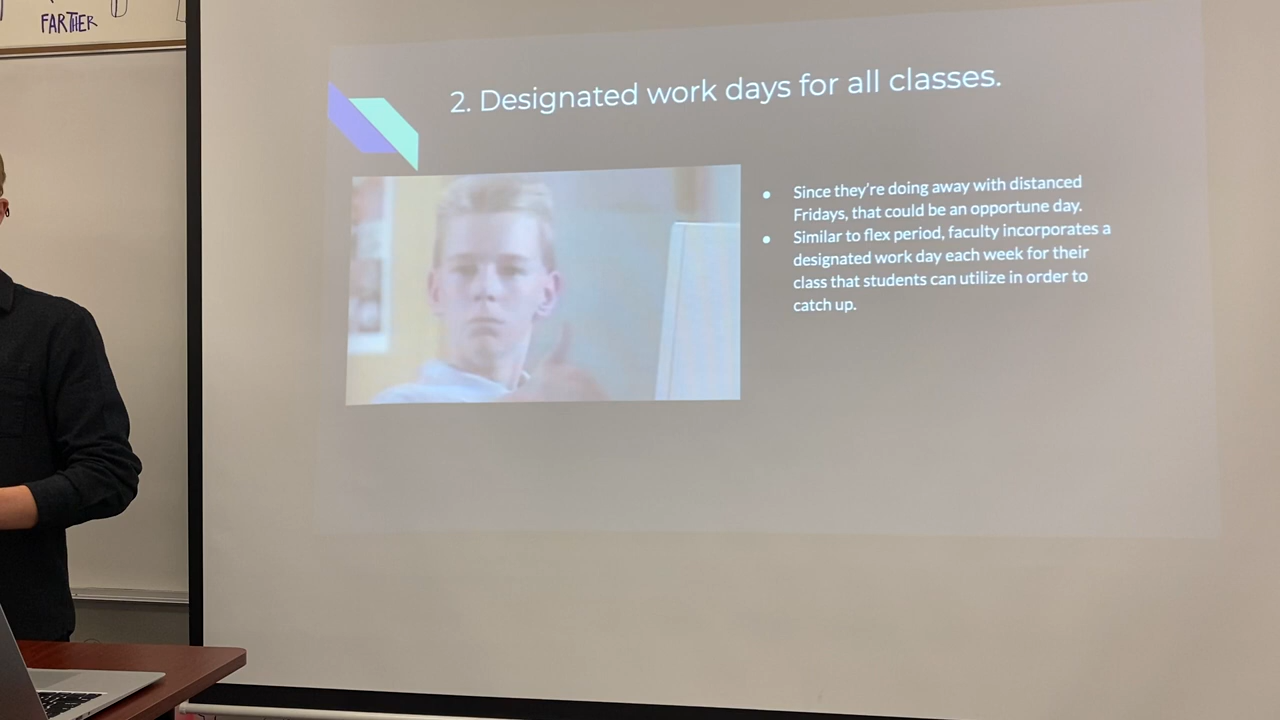 FARTHER
2. Designated work days for all classes.
• Since they're doing away with distanced
Fridays, that could be an opportune day.
• Similar to flex period, faculty incorporates a
designated work day each week for their
class that students can utilize in order to
catch up.